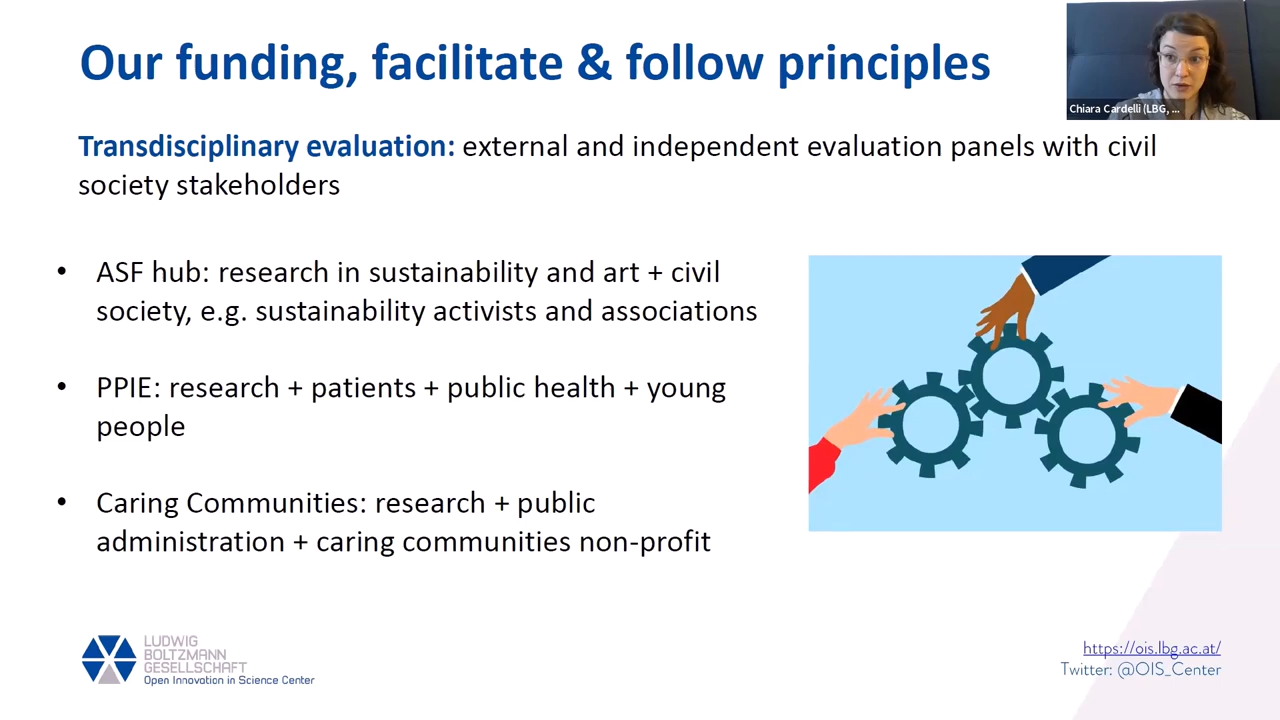 Our funding, facilitate & follow principles
Chiara Cardelli (LBG, ...
Transdisciplinary evaluation: external and independent evaluation panels with civil
society stakeholders
• ASF hub: research in sustainability and art + civil
society, e.g. sustainability activists and associations
• PPIE: research + patients + public health + young
people
• Caring Communities: research + public
administration + caring communities non-profit
LUDWIG
BOLTZMANN
GESELLSCHAFT
Open Innovation in Science Center
https://ois.lbg.ac.at/
Twitter: @OIS_Center